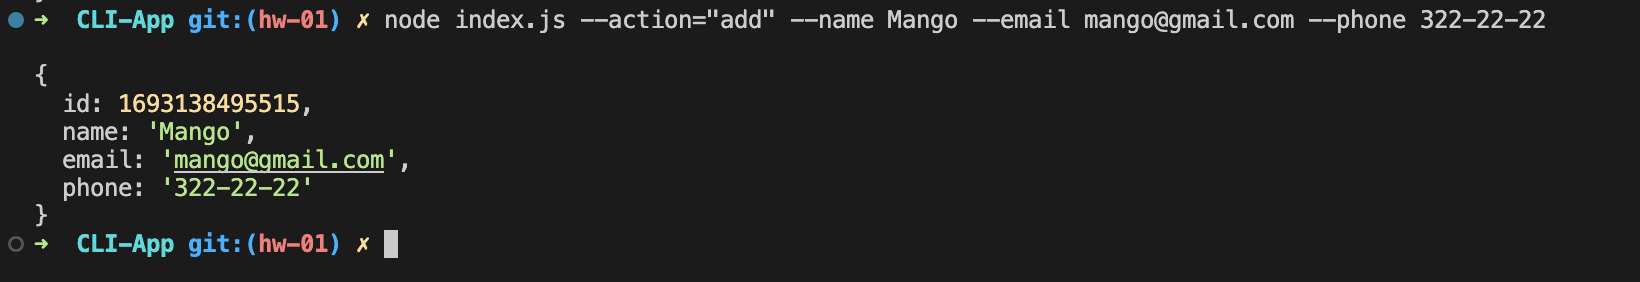 ➜ CLI-App git:(hw-01) ✗ node index.js --action="add" --name Mango --email mango@gmail.com --phone 322-22-22
{
id: 1693138495515,
name: 'Mango',
email: 'mango@gmail.com',
phone: '322-22-22'
}
➜ CLI-App git:(hw-01) ✗